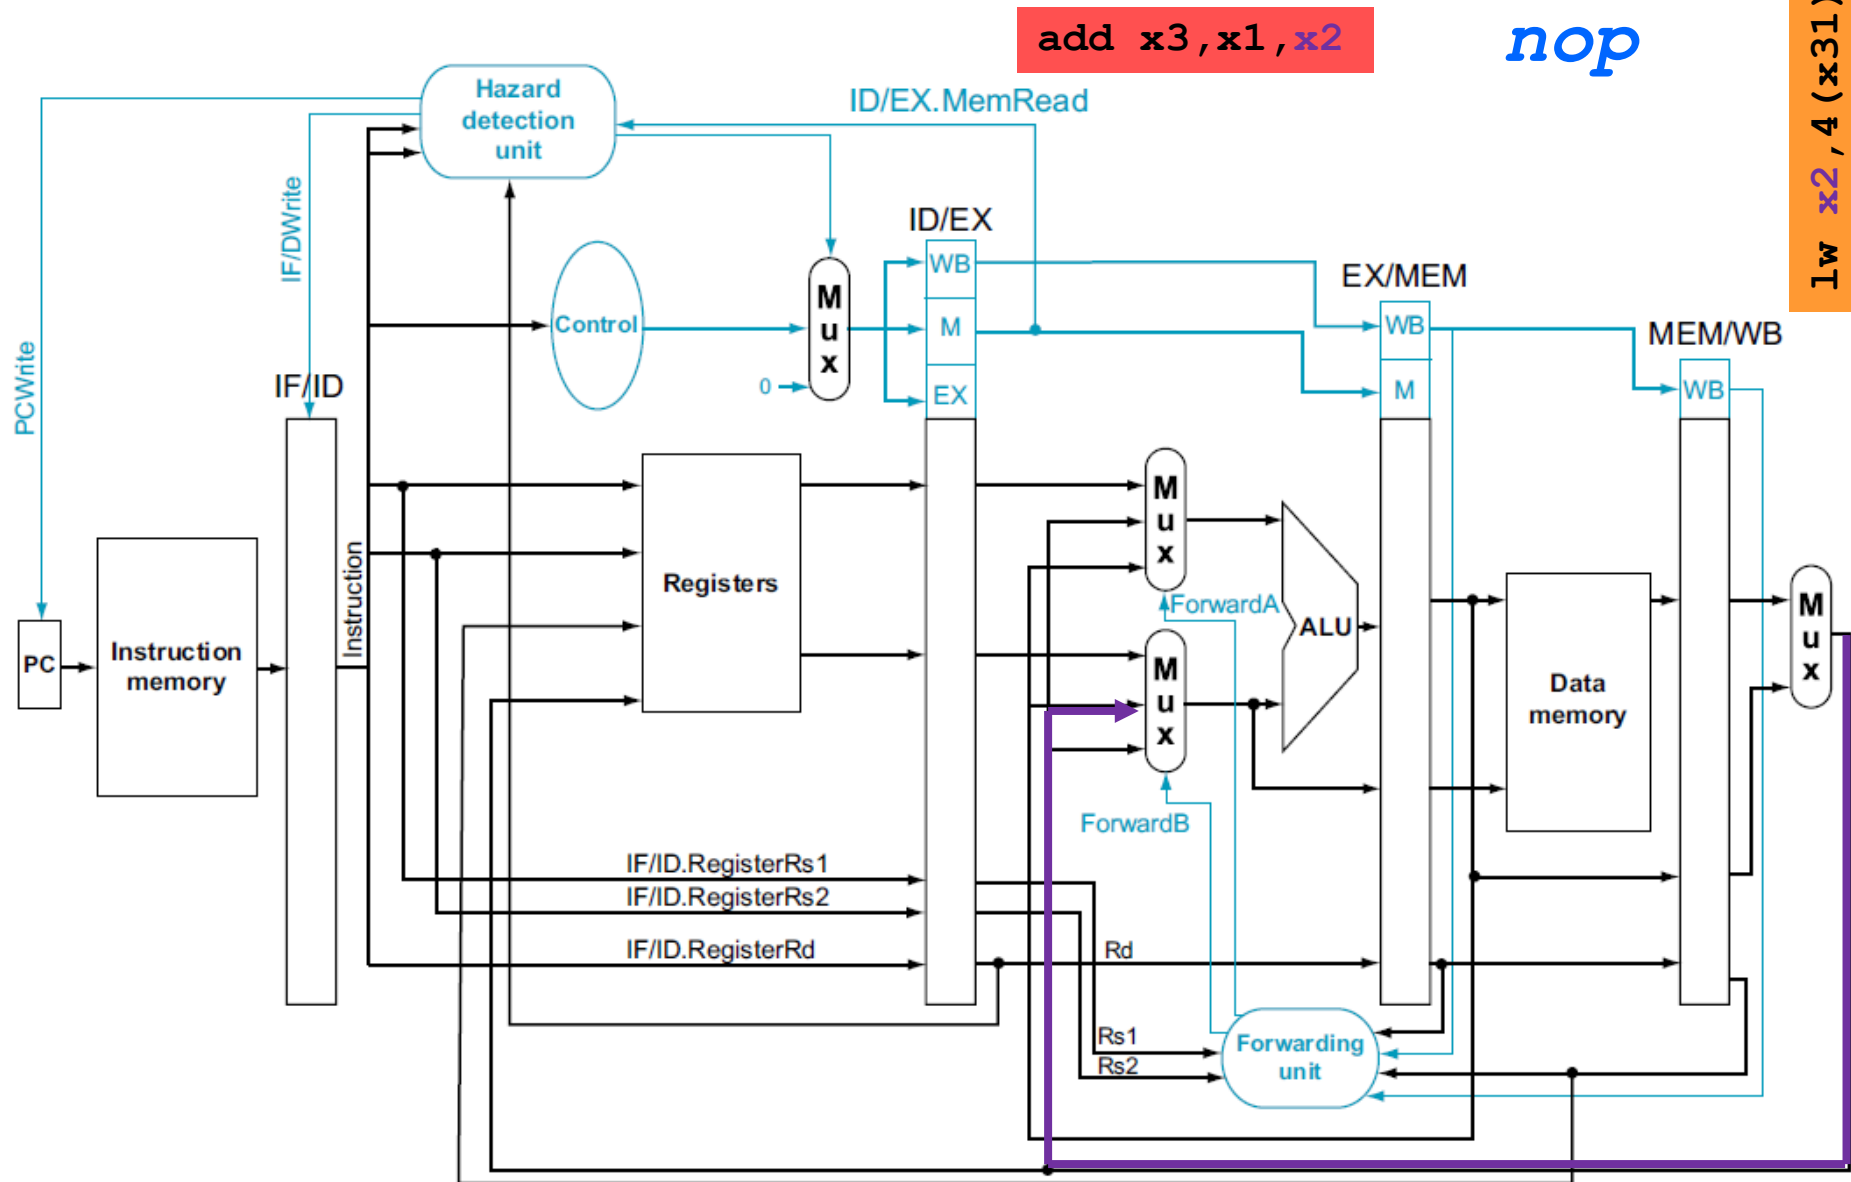 add x3,x1,x2
nop
lw x2,4(x31)
Hazard
detection
unit
ID/EX.MemRead
IF/DWrite
PCWrite
ID/EX
WB
M
EX
Control
M
u
x
0
EX/MEM
WB
M
MEM/WB
WB
IF/ID
Instruction
Registers
M
u
x
ForwardA
M
u
x
ForwardB
ALU
PC
Instruction
memory
Data
memory
M
u
x
IF/ID.RegisterRs1
IF/ID.RegisterRs2
IF/ID.RegisterRd
Rd
Rs1
Rs2
Forwarding
unit